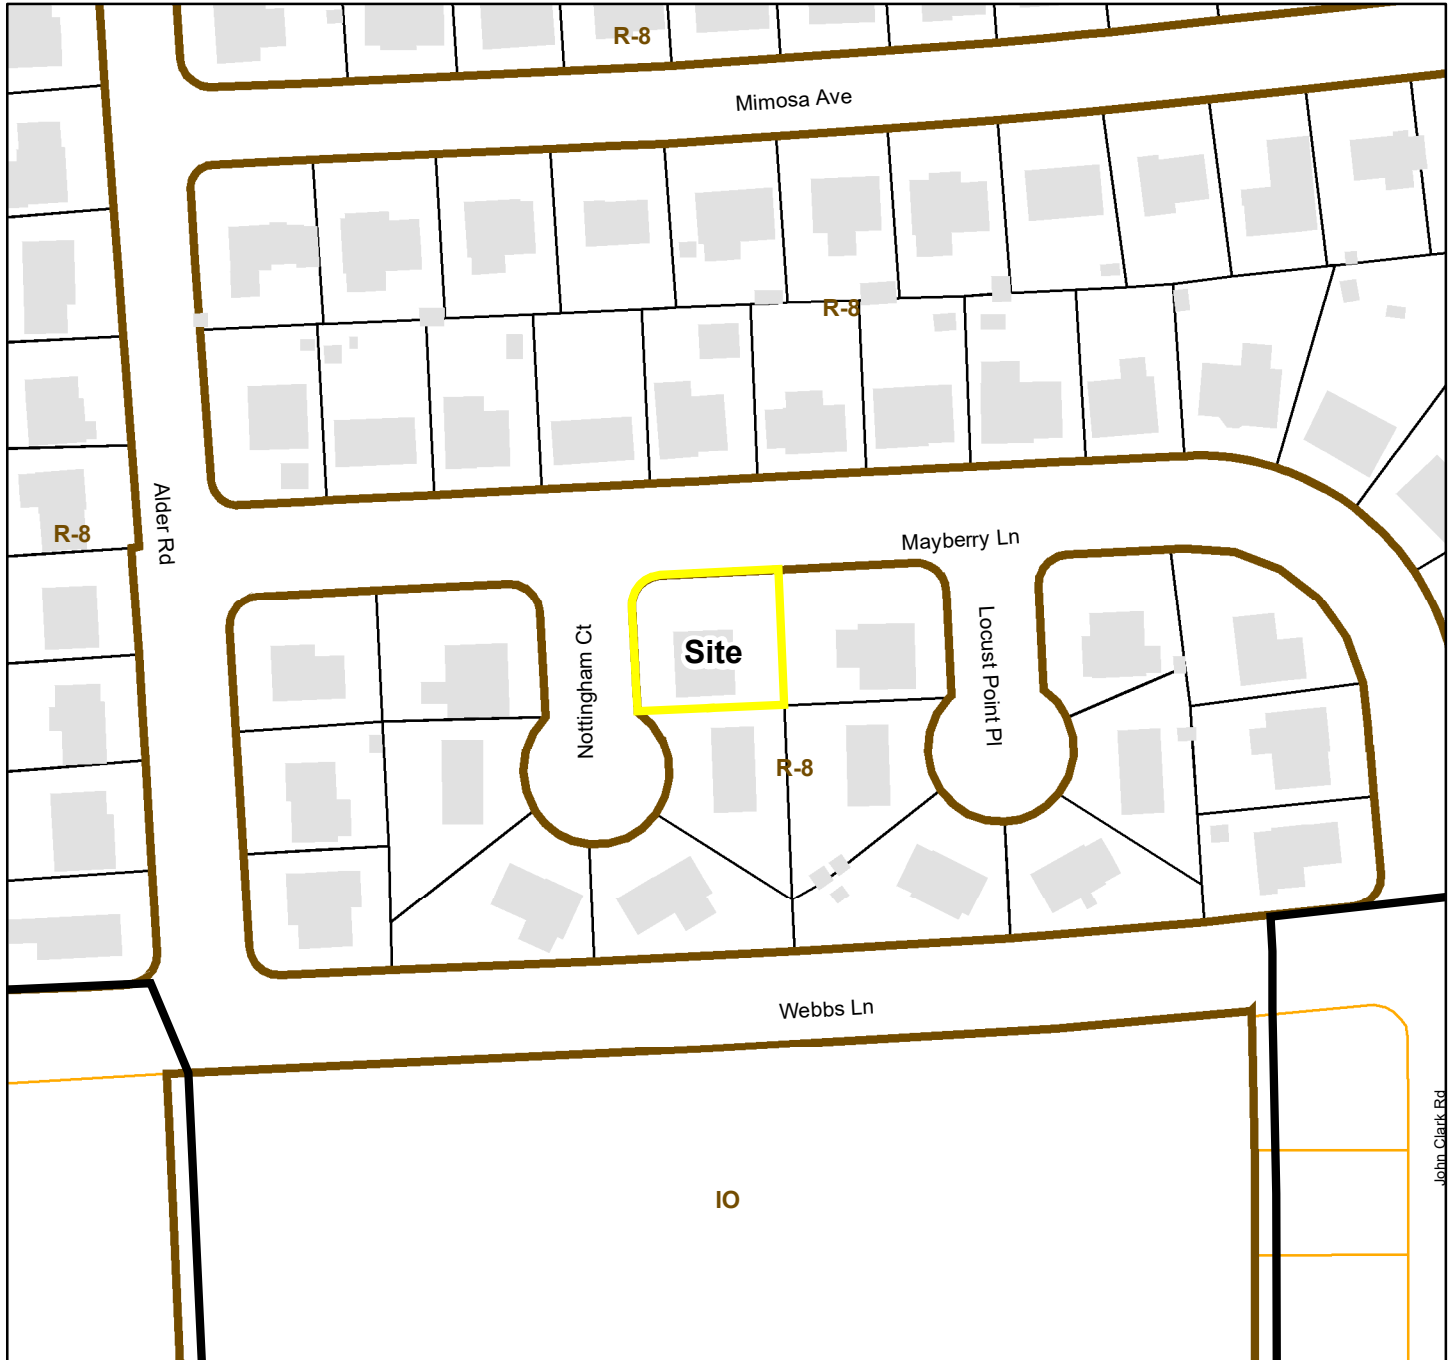 R-8
Mimosa Ave
R-8
Alder Rd
R-8
Mayberry Ln
Nottingham Ct
Site
Locust Point Pl
R-8
Webbs Ln
John Clark Rd
IO